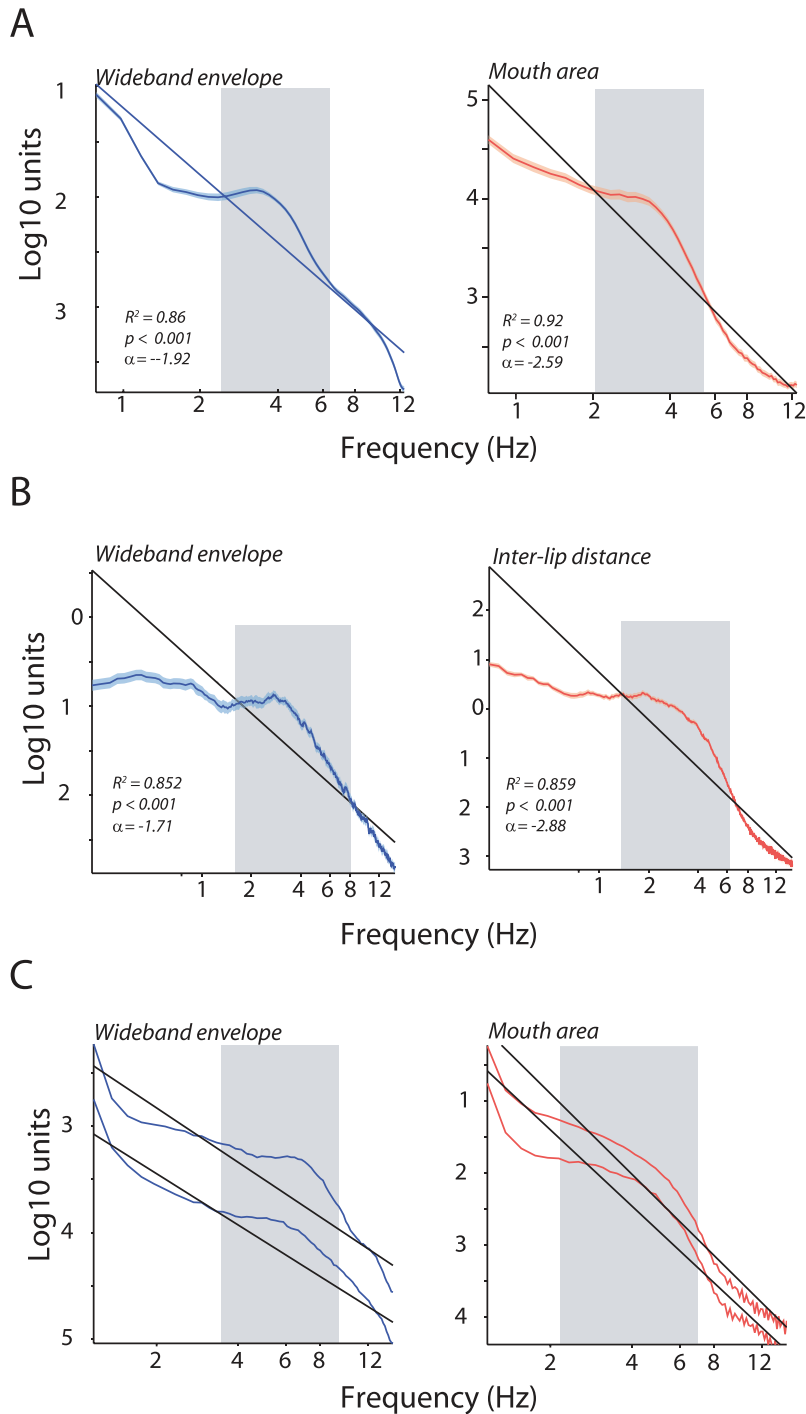 A
Wideband envelope
Mouth area
1
2
3
Log10 units
5
4
3
R² = 0.86
p < 0.001
α = --1.92
R² = 0.92
p < 0.001
α = -2.59
1 2 4 6 8 12
1 2 4 6 8 12
Frequency (Hz)
B
Wideband envelope
Inter-lip distance
0
1
2
Log10 units
2
1
0
1
2
3
R² = 0.852
p < 0.001
α = -1.71
R² = 0.859
p < 0.001
α = -2.88
1 2 4 6 8 12
1 2 4 6 8 12
Frequency (Hz)
C
Wideband envelope
Mouth area
3
4
5
Log10 units
1
2
3
4
2 4 6 8 12
2 4 6 8 12
Frequency (Hz)